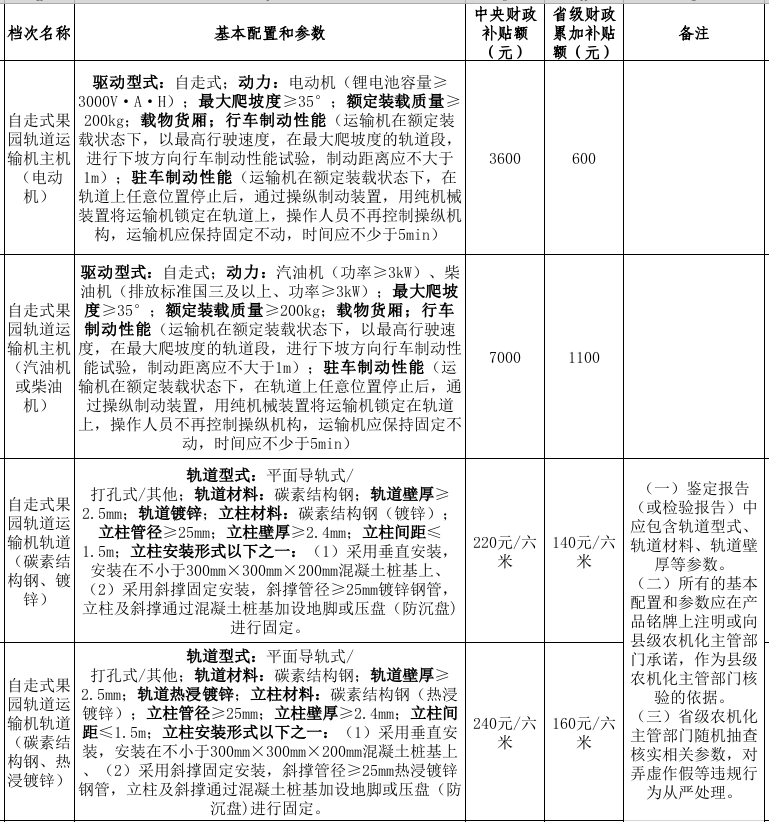 档次名称
基本配置和参数
中央财政
补贴额
（元）
省级财政
累加补贴
额（元）
备注
自走式果
园轨道运
输机主机
（电动
机）
驱动型式：自走式；动力：电动机（锂电池容量≥
3000V·A·H）；最大爬坡度≥35°；额定装载质量≥
200kg；载物货厢；行车制动性能（运输机在额定装
载状态下，以最高行驶速度，在最大爬坡度的轨道段，
进行下坡方向行车制动性能试验，制动距离应不大于
1m）；驻车制动性能（运输机在额定装载状态下，在
轨道上任意位置停止后，通过操纵制动装置，用纯机械
装置将运输机锁定在轨道上，操作人员不再控制操纵机
构，运输机应保持固定不动，时间应不少于5min）
3600
600
自走式果
园轨道运
输机主机
（汽油机
或柴油
机）
驱动型式：自走式；动力：汽油机（功率≥3kW）、柴
油机（排放标准国三及以上、功率≥3kW）；最大爬坡
度≥35°；额定装载质量≥200kg；载物货厢；行车
制动性能（运输机在额定装载状态下，以最高行驶速
度，在最大爬坡度的轨道段，进行下坡方向行车制动性
能试验，制动距离应不大于1m）；驻车制动性能（运
输机在额定装载状态下，在轨道上任意位置停止后，通
过操纵制动装置，用纯机械装置将运输机锁定在轨道
上，操作人员不再控制操纵机构，运输机应保持固定不
动，时间应不少于5min）
7000
1100
自走式果
园轨道运
输机轨道
（碳素结
构钢、镀
锌）
轨道型式：平面导轨式/
打孔式/其他；轨道材料：碳素结构钢；轨道壁厚≥
2.5mm；轨道镀锌；立柱材料：碳素结构钢（镀锌）；
立柱管径≥25mm；立柱壁厚≥2.4mm；立柱间距≤
1.5m；立柱安装形式以下之一：（1）采用垂直安装，
安装在不小于300mm×300mm×200mm混凝土桩基上、
（2）采用斜撑固定安装，斜撑管径≥25mm镀锌钢管，
立柱及斜撑通过混凝土桩基加设地脚或压盘（防沉盘)
进行固定。
220元/六
米
140元/六
米
（一）鉴定报告
（或检验报告）中
应包含轨道型式、
轨道材料、轨道壁
厚等参数。
（二）所有的基本
配置和参数应在产
品铭牌上注明或向
县级农机化主管部
门承诺，作为县级
农机化主管部门核
验的依据。
（三）省级农机化
主管部门随机抽查
核实相关参数，对
弄虚作假等违规行
为从严处理。
自走式果
园轨道运
输机轨道
（碳素结
构钢、热
浸镀锌）
轨道型式：平面导轨式/
打孔式/其他；轨道材料：碳素结构钢；轨道壁厚≥
2.5mm；轨道热浸镀锌；立柱材料：碳素结构钢（热浸
镀锌）；立柱管径≥25mm；立柱壁厚≥2.4mm；立柱间
距≤1.5m；立柱安装形式以下之一：（1）采用垂直安
装，安装在不小于300mm×300mm×200mm混凝土桩基上
、（2）采用斜撑固定安装，斜撑管径≥25mm热浸镀锌
钢管，立柱及斜撑通过混凝土桩基加设地脚或压盘（防
沉盘)进行固定。
240元/六
米
160元/六
米